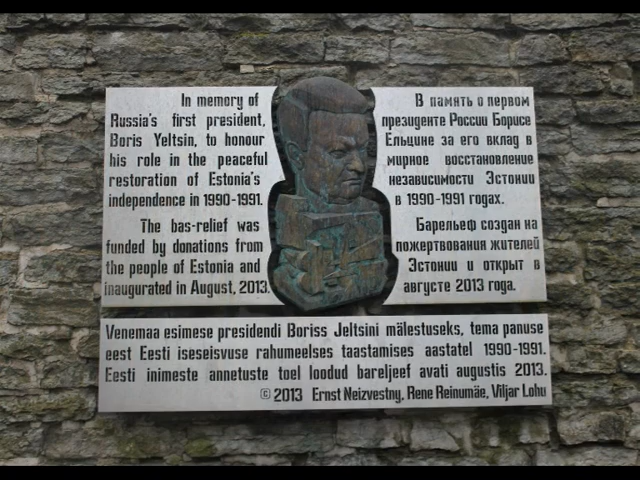 In memory of
Russia's first president,
Boris Yeltsin, to honour
his role in the peaceful
restoration of Estonia's
independence in 1990-1991.
The bas-relief was
funded by donations from
the people of Estonia and
inaugurated in August, 2013.
В память о первом
президенте России Борисе
Ельцине за его вклад в
мирное восстановление
независимости Эстонии
в 1990-1991 годах.
Барельеф создан на
пожертвования жителей
Эстонии и открыт в
августе 2013 года.
Venemaa esimese presidendi Boriss Jeltsini mälestuseks, tema panuse
eest Eesti iseseisvuse rahumeelses taastamises aastatel 1990-1991.
Eesti inimeste annetuste toel loodud bareljeef avati augustis 2013.
© 2013 Ernst Neizvestny, Rene Reinumäe, Viljar Lohu